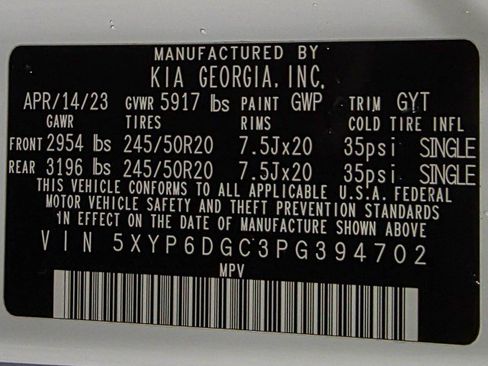 MANUFACTURED BY
KIA GEORGIA, INC.
APR/14/23 GVWR 5917 lbs PAINT GWP TRIM GYT
GAWR TIRES RIMS COLD TIRE INFL
FRONT 2954 lbs 245/50R20 7.5Jx20 35psi SINGLE
REAR 3196 lbs 245/50R20 7.5Jx20 35psi SINGLE
THIS VEHICLE CONFORMS TO ALL APPLICABLE U.S.A. FEDERAL
MOTOR VEHICLE SAFETY AND THEFT PREVENTION STANDARDS
IN EFFECT ON THE DATE OF MANUFACTURE SHOWN ABOVE
VIN 5XYP6DGC3PG394702
MPV